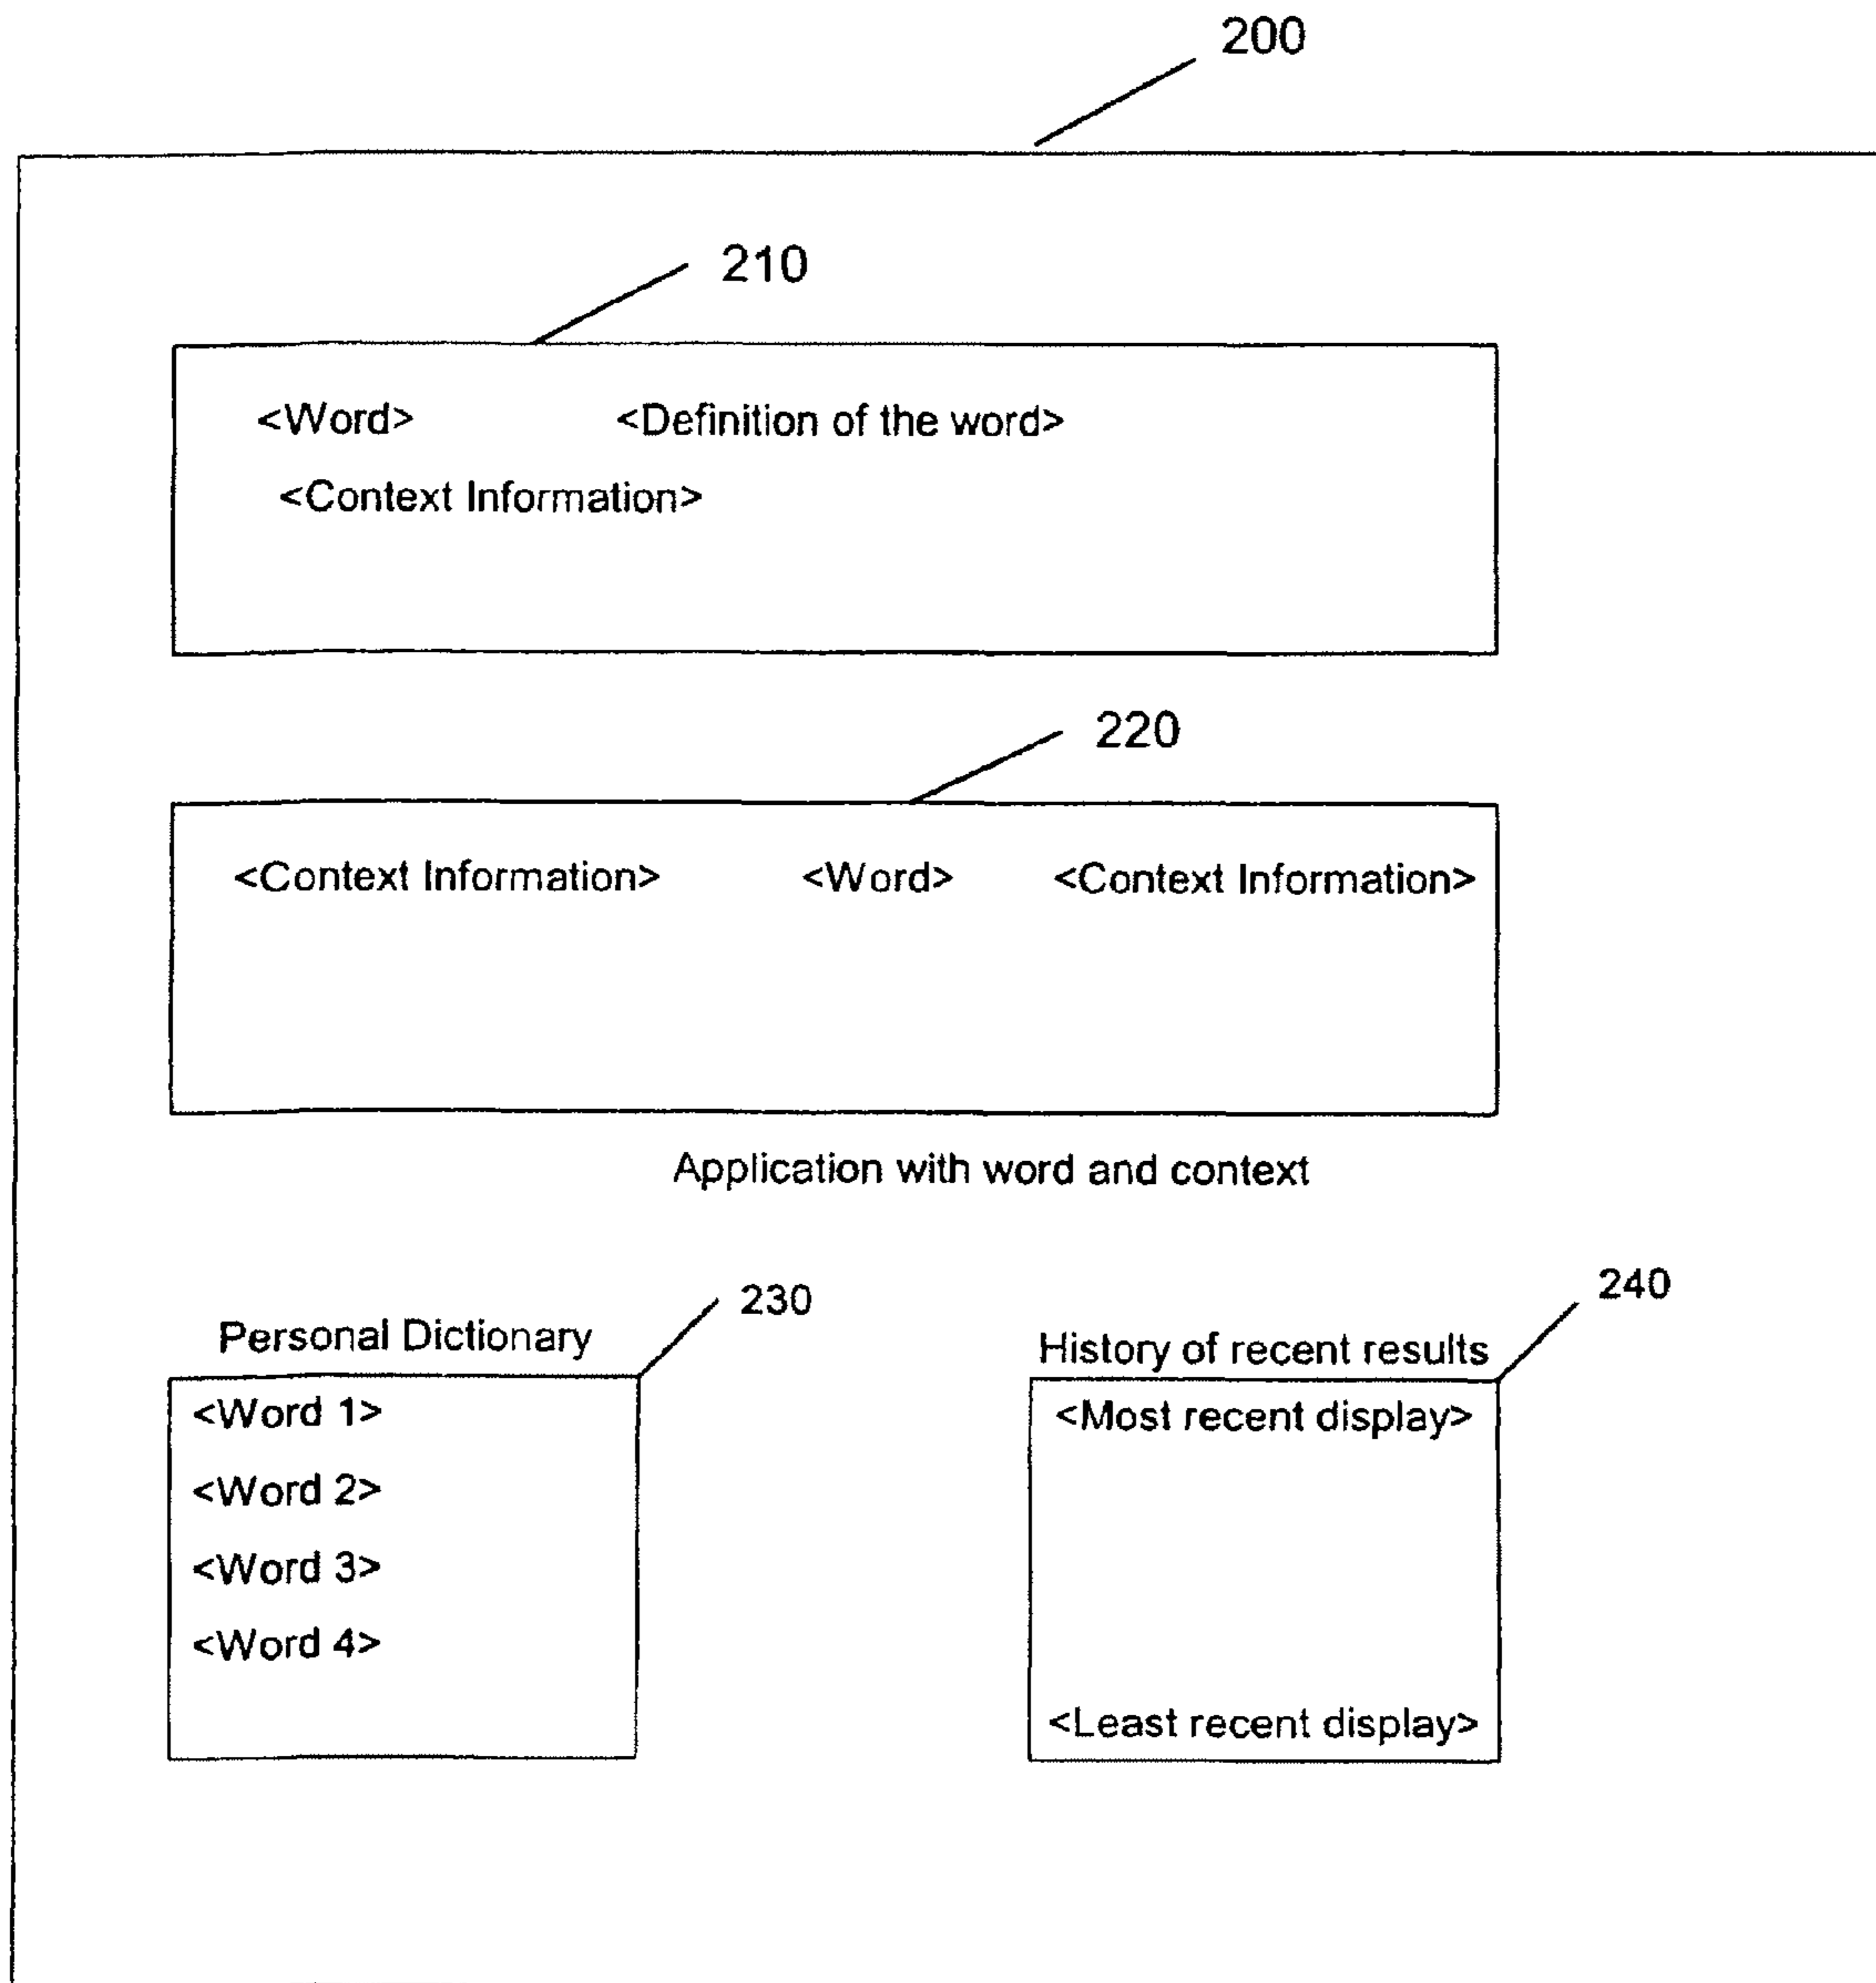 200
210
<Word> <Definition of the word>
<Context Information>
220
<Context Information> <Word> <Context Information>
Application with word and context
230
Personal Dictionary
<Word 1>
<Word 2>
<Word 3>
<Word 4>
240
History of recent results
<Most recent display>
<Least recent display>